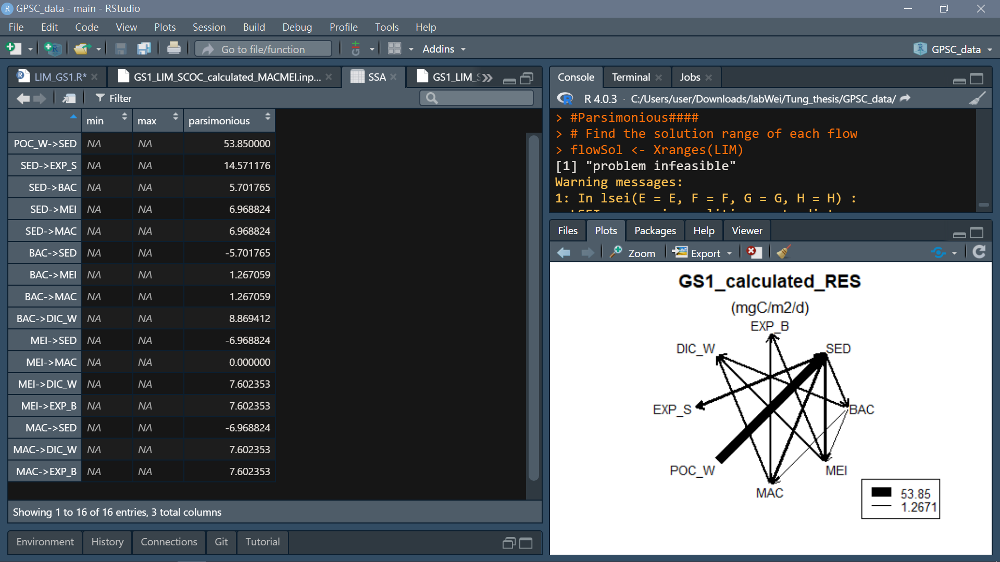 GPSC_data - main - RStudio
File Edit Code View Plots Session Build Debug Profile Tools Help
Go to file/function Addins GPSC_data
LIM_GS1.R* GS1_LIM_SCOC_calculated_MACMEI.inp... SSA GS1_LIM_
Filter
min max parsimonious
POC_W->SED NA NA 53.850000
SED->EXP_S NA NA 14.571176
SED->BAC NA NA 5.701765
SED->MEI NA NA 6.968824
SED->MAC NA NA 6.968824
BAC->SED NA NA -5.701765
BAC->MEI NA NA 1.267059
BAC->MAC NA NA 1.267059
BAC->DIC_W NA NA 8.869412
MEI->SED NA NA -6.968824
MEI->MAC NA NA 0.000000
MEI->DIC_W NA NA 7.602353
MEI->EXP_B NA NA 7.602353
MAC->SED NA NA -6.968824
MAC->DIC_W NA NA 7.602353
MAC->EXP_B NA NA 7.602353
Showing 1 to 16 of 16 entries, 3 total columns
Environment History Connections Git Tutorial
Console Terminal Jobs
R 4.0.3 · C:/Users/user/Downloads/labWei/Tung_thesis/GPSC_data/
> #Parsimonious####
> # Find the solution range of each flow
> flowSol <- Xranges(LIM)
[1] "problem infeasible"
Warning messages:
1: In lsei(E = E, F = F, G = G, H = H) :
Files Plots Packages Help Viewer
Zoom Export
GS1_calculated_RES
(mgC/m2/d)
EXP_B
DIC_W SED
EXP_S BAC
POC_W MEI
MAC
53.85
1.2671